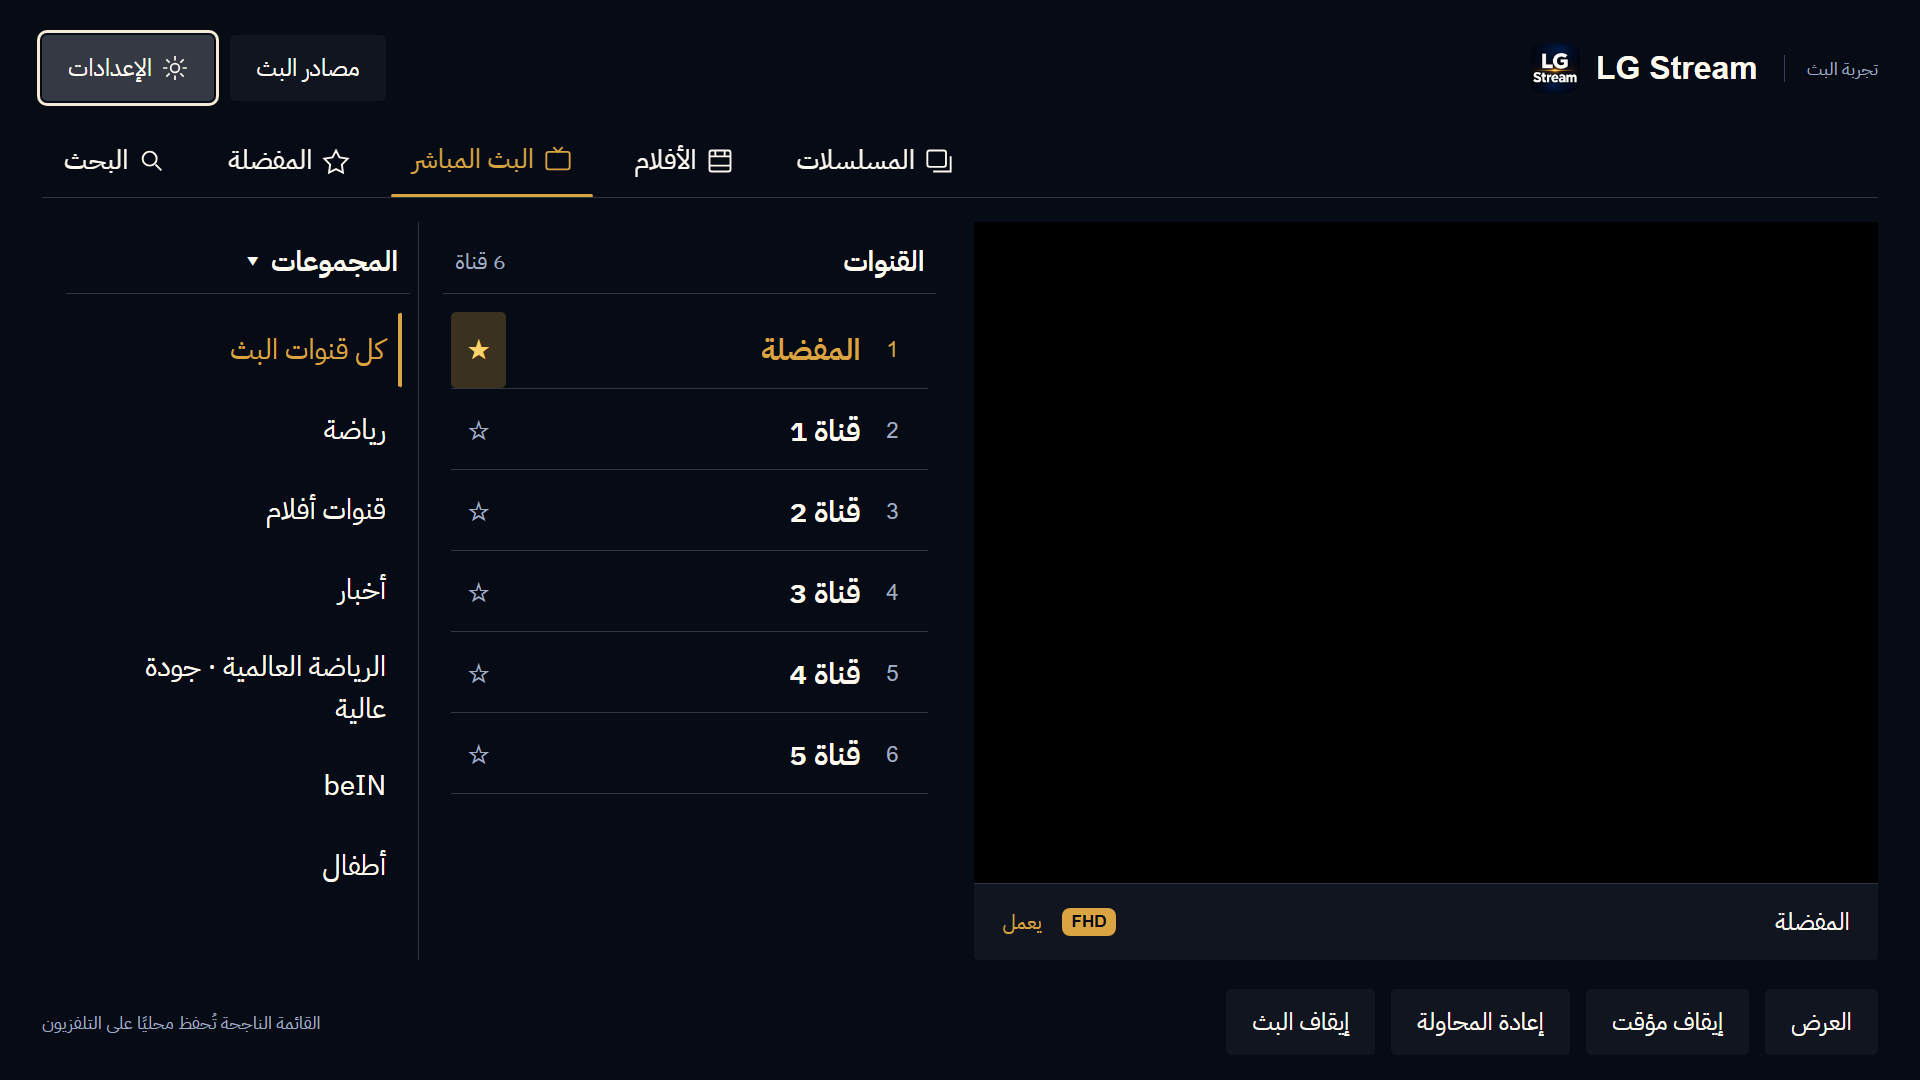 تجربة البث
LG Stream
LG
Stream
مصادر البث
الإعدادات
المسلسلات
الأفلام
البث المباشر
المفضلة
البحث
المفضلة
FHD
يعمل
القنوات
6 قناة
1 المفضلة ★
2 قناة 1 ☆
3 قناة 2 ☆
4 قناة 3 ☆
5 قناة 4 ☆
6 قناة 5 ☆
المجموعات ▼
كل قنوات البث
رياضة
قنوات أفلام
أخبار
الرياضة العالمية · جودة
عالية
beIN
أطفال
العرض
إيقاف مؤقت
إعادة المحاولة
إيقاف البث
القائمة الناجحة تُحفظ محليًا على التلفزيون